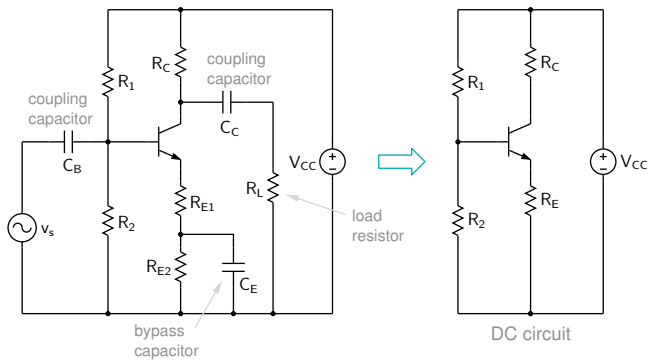 R1
RC
coupling
capacitor
coupling
capacitor
CB
CC
VCC
RE1
RL
R2
vs
load
resistor
RE2
CE
bypass
capacitor
R1
RC
VCC
R2
RE
DC circuit